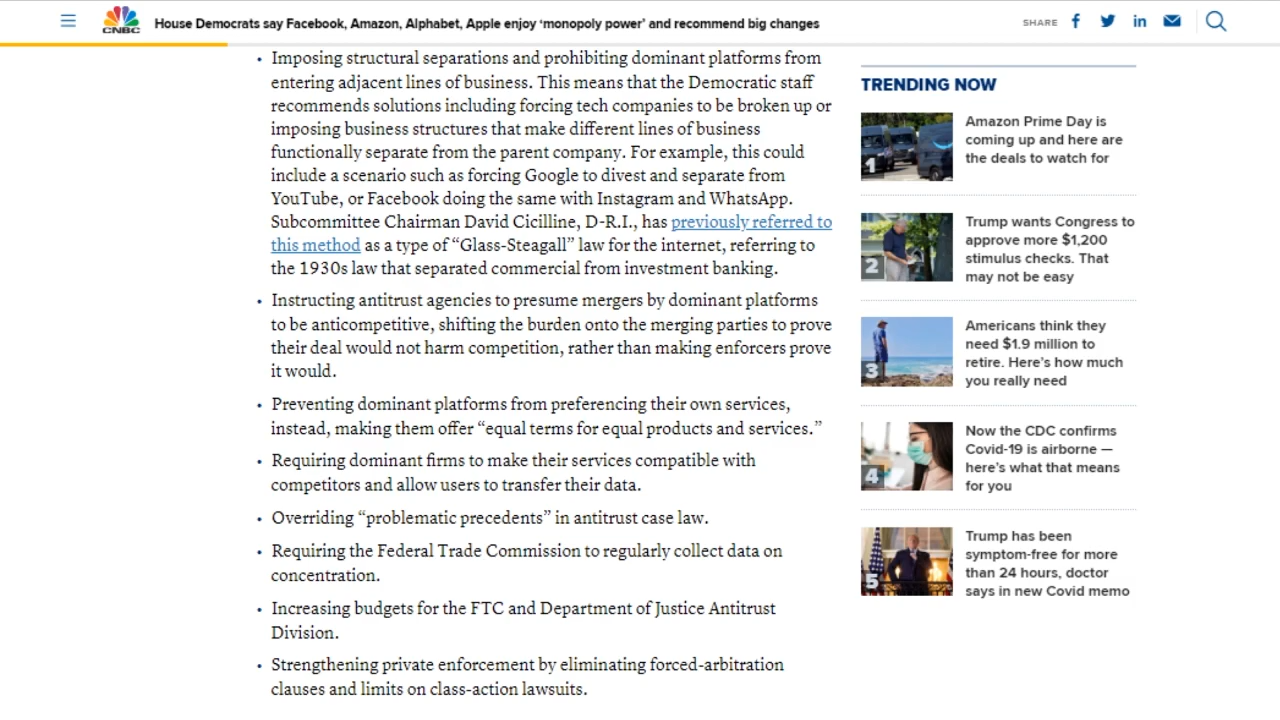 CNBC
House Democrats say Facebook, Amazon, Alphabet, Apple enjoy ‘monopoly power’ and recommend big changes
SHARE
• Imposing structural separations and prohibiting dominant platforms from
entering adjacent lines of business. This means that the Democratic staff
recommends solutions including forcing tech companies to be broken up or
imposing business structures that make different lines of business
functionally separate from the parent company. For example, this could
include a scenario such as forcing Google to divest and separate from
YouTube, or Facebook doing the same with Instagram and WhatsApp.
Subcommittee Chairman David Cicilline, D-R.I., has previously referred to
this method as a type of “Glass-Steagall” law for the internet, referring to
the 1930s law that separated commercial from investment banking.
• Instructing antitrust agencies to presume mergers by dominant platforms
to be anticompetitive, shifting the burden onto the merging parties to prove
their deal would not harm competition, rather than making enforcers prove
it would.
• Preventing dominant platforms from preferencing their own services,
instead, making them offer “equal terms for equal products and services.”
• Requiring dominant firms to make their services compatible with
competitors and allow users to transfer their data.
• Overriding “problematic precedents” in antitrust case law.
• Requiring the Federal Trade Commission to regularly collect data on
concentration.
• Increasing budgets for the FTC and Department of Justice Antitrust
Division.
• Strengthening private enforcement by eliminating forced-arbitration
clauses and limits on class-action lawsuits.
TRENDING NOW
1
Amazon Prime Day is
coming up and here are
the deals to watch for
2
Trump wants Congress to
approve more $1,200
stimulus checks. That
may not be easy
3
Americans think they
need $1.9 million to
retire. Here’s how much
you really need
4
Now the CDC confirms
Covid-19 is airborne —
here’s what that means
for you
5
Trump has been
symptom-free for more
than 24 hours, doctor
says in new Covid memo